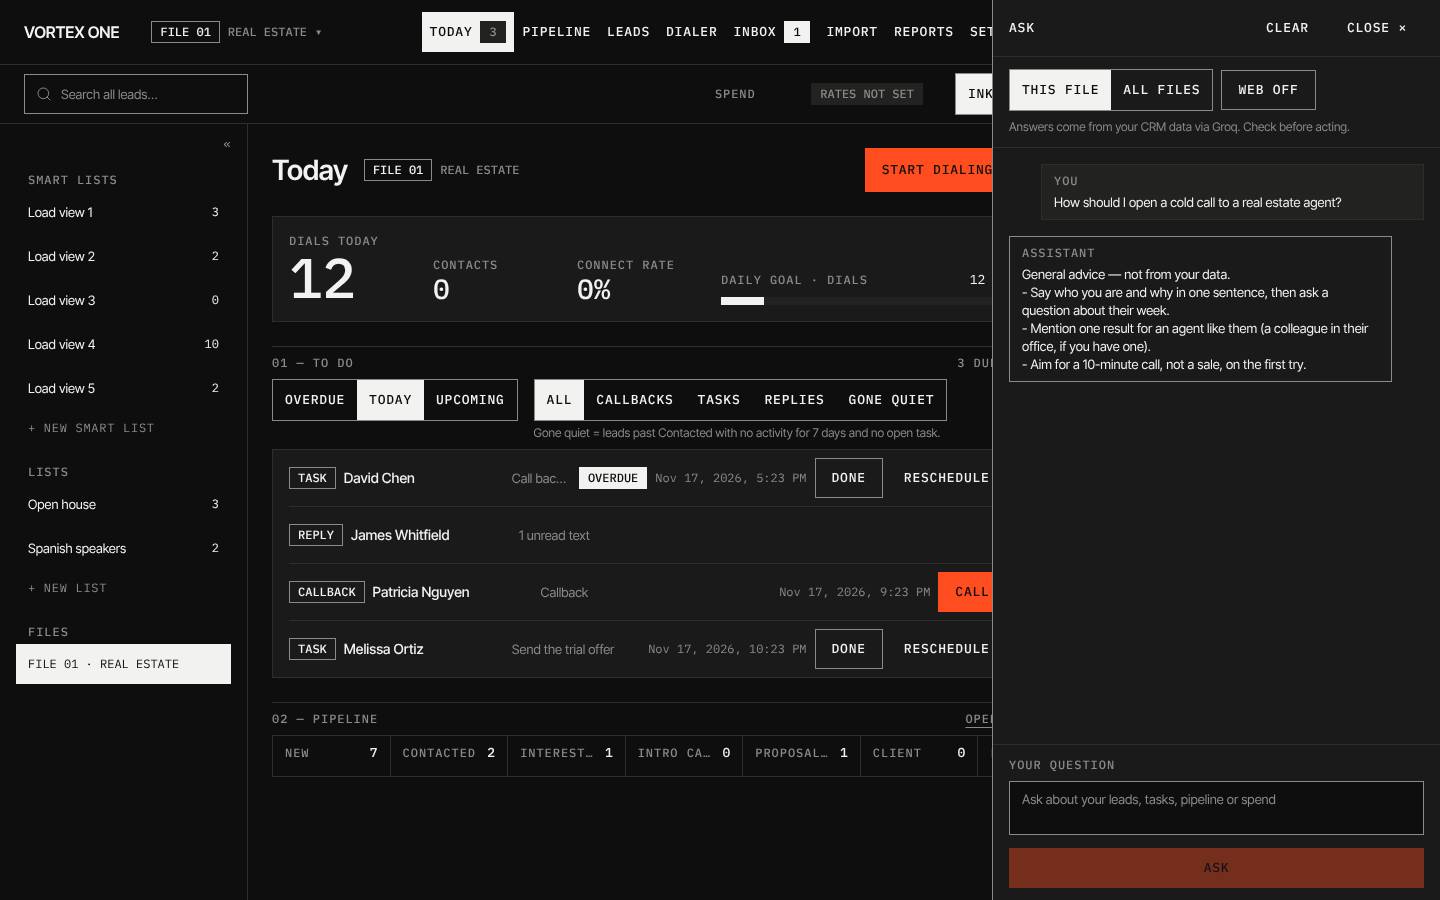 VORTEX ONE
FILE 01 REAL ESTATE ▾
TODAY 3 PIPELINE LEADS DIALER INBOX 1 IMPORT REPORTS SET
Search all leads…
SPEND RATES NOT SET INK
«
SMART LISTS
Load view 1 3
Load view 2 2
Load view 3 0
Load view 4 10
Load view 5 2
+ NEW SMART LIST
LISTS
Open house 3
Spanish speakers 2
+ NEW LIST
FILES
FILE 01 · REAL ESTATE
Today FILE 01 REAL ESTATE START DIALING
DIALS TODAY
12
CONTACTS
0
CONNECT RATE
0%
DAILY GOAL · DIALS 12
01 — TO DO 3 DU
OVERDUE TODAY UPCOMING
ALL CALLBACKS TASKS REPLIES GONE QUIET
Gone quiet = leads past Contacted with no activity for 7 days and no open task.
TASK David Chen Call bac… OVERDUE Nov 17, 2026, 5:23 PM DONE RESCHEDULE
REPLY James Whitfield 1 unread text
CALLBACK Patricia Nguyen Callback Nov 17, 2026, 9:23 PM CALL
TASK Melissa Ortiz Send the trial offer Nov 17, 2026, 10:23 PM DONE RESCHEDULE
02 — PIPELINE OPE
NEW 7 CONTACTED 2 INTEREST… 1 INTRO CA… 0 PROPOSAL… 1 CLIENT 0
ASK CLEAR CLOSE ×
THIS FILE ALL FILES WEB OFF
Answers come from your CRM data via Groq. Check before acting.
YOU
How should I open a cold call to a real estate agent?
ASSISTANT
General advice — not from your data.
- Say who you are and why in one sentence, then ask a
question about their week.
- Mention one result for an agent like them (a colleague in their
office, if you have one).
- Aim for a 10-minute call, not a sale, on the first try.
YOUR QUESTION
Ask about your leads, tasks, pipeline or spend
ASK